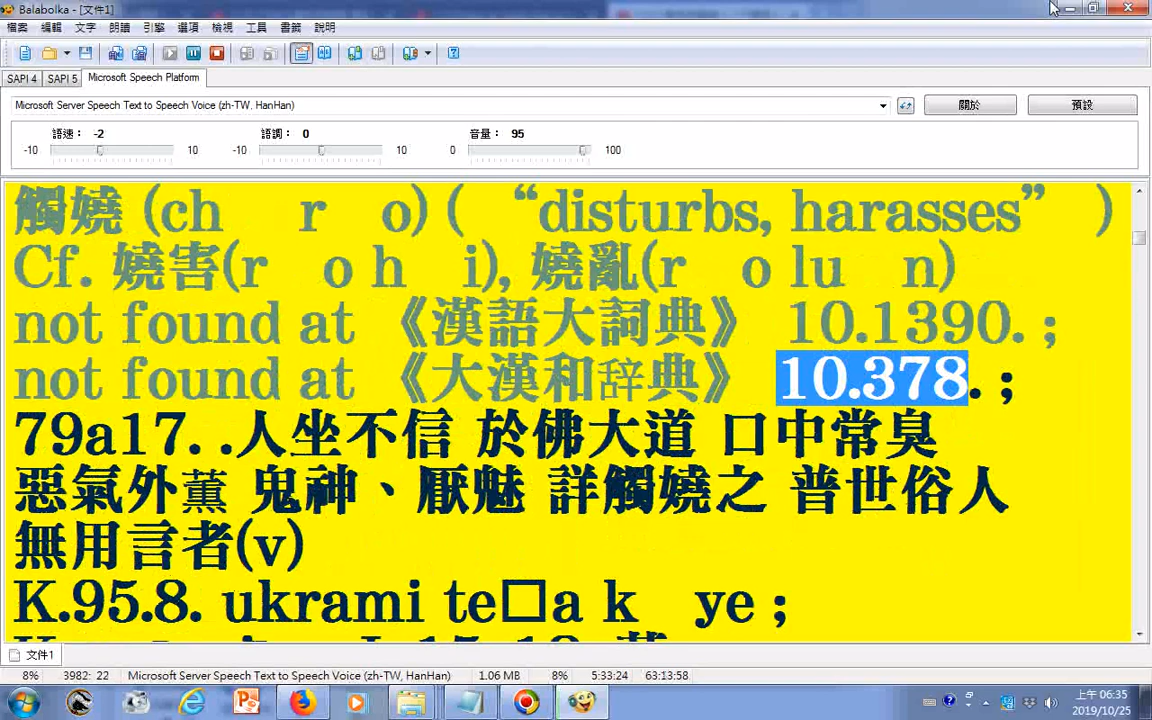 Balabolka - [文件1]
檔案 編輯 文字 朗讀 引擎 選項 檢視 工具 書籤 說明
SAPI 4 SAPI 5 Microsoft Speech Platform
Microsoft Server Speech Text to Speech Voice (zh-TW, HanHan) 關於 預設
語速： -2 語調： 0 音量： 95
-10 10 -10 10 0 100
觸嬈 (ch r o) ( “disturbs, harasses” )
Cf. 嬈害(r o h i), 嬈亂(r o lu n)
not found at 《漢語大詞典》 10.1390. ;
not found at 《大漢和辞典》 10.378. ;
79a17. .人坐不信 於佛大道 口中常臭
惡氣外薰 鬼神、厭魅 詳觸嬈之 普世俗人
無用言者(v)
K.95.8. ukrami te□a k ye ;
文件1
8% 3982: 22 Microsoft Server Speech Text to Speech Voice (zh-TW, HanHan) 1.06 MB 8% 5:33:24 63:13:58
上午 06:35
2019/10/25